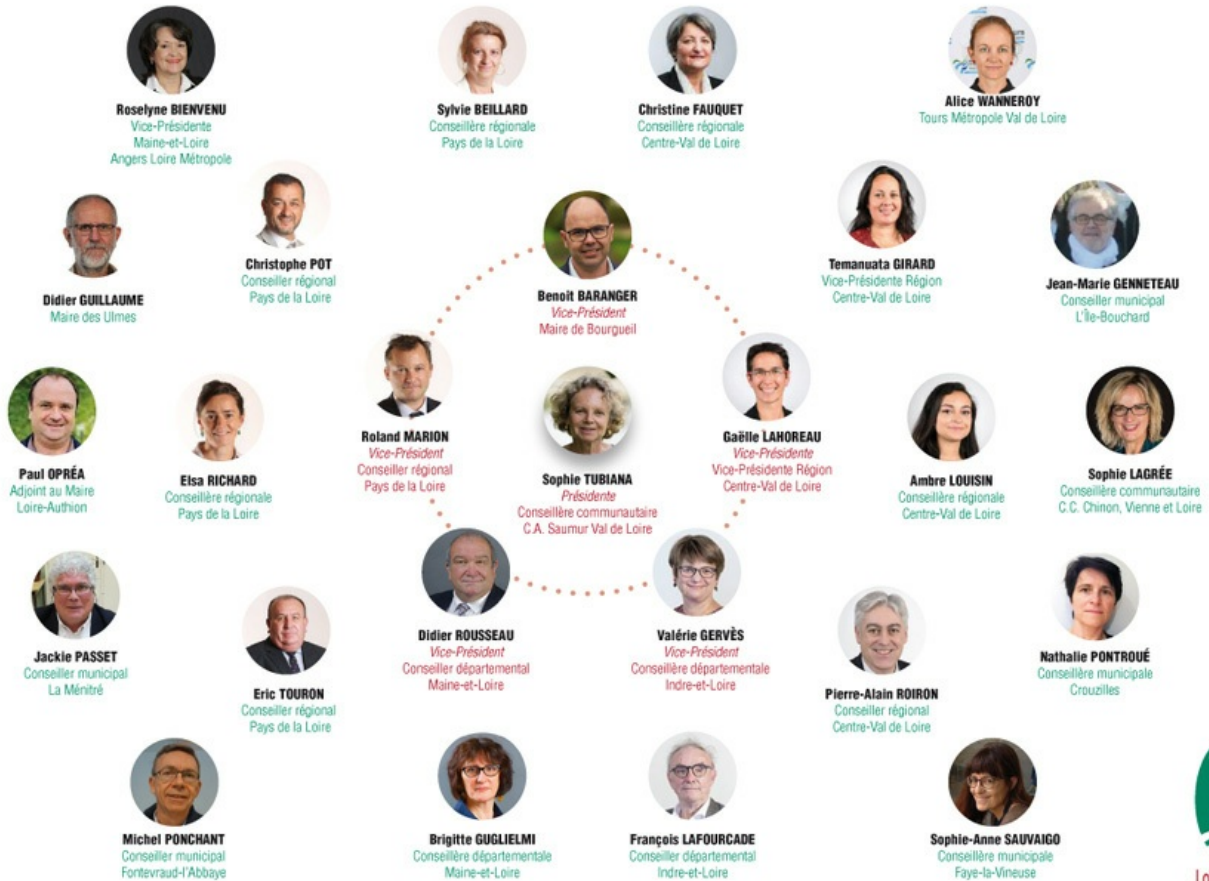 Roselyne BIENVENU
Vice-Présidente
Maine-et-Loire
Angers Loire Métropole
Sylvie BEILLARD
Conseillère régionale
Pays de la Loire
Christine FAUQUET
Conseillère régionale
Centre-Val de Loire
Alice WANNEROY
Tours Métropole Val de Loire
Didier GUILLAUME
Maire des Ulmes
Christophe POT
Conseiller régional
Pays de la Loire
Benoit BARANGER
Vice-Président
Maire de Bourgueil
Temanuata GIRARD
Vice-Présidente Région
Centre-Val de Loire
Jean-Marie GENNETEAU
Conseiller municipal
L'Île-Bouchard
Paul OPRÉA
Adjoint au Maire
Loire-Authion
Elsa RICHARD
Conseillère régionale
Pays de la Loire
Roland MARION
Vice-Président
Conseiller régional
Pays de la Loire
Sophie TUBIANA
Présidente
Conseillère communautaire
C.A. Saumur Val de Loire
Gaëlle LAHOREAU
Vice-Présidente
Vice-Présidente Région
Centre-Val de Loire
Ambre LOUISIN
Conseillère régionale
Centre-Val de Loire
Sophie LAGRÉE
Conseillère communautaire
C.C. Chinon, Vienne et Loire
Jackie PASSET
Conseiller municipal
La Ménitré
Eric TOURON
Conseiller régional
Pays de la Loire
Didier ROUSSEAU
Vice-Président
Conseiller départemental
Maine-et-Loire
Valérie GERVÈS
Vice-Président
Conseillère départementale
Indre-et-Loire
Pierre-Alain ROIRON
Conseiller régional
Centre-Val de Loire
Nathalie PONTROUÉ
Conseillère municipale
Crouzilles
Michel PONCHANT
Conseiller municipal
Fontevraud-l'Abbaye
Brigitte GUGLIELMI
Conseillère départementale
Maine-et-Loire
François LAFOURCADE
Conseiller départemental
Indre-et-Loire
Sophie-Anne SAUVAIGO
Conseillère municipale
Faye-la-Vineuse